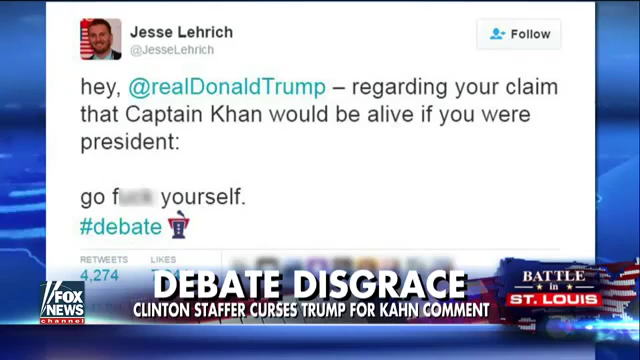 Jesse Lehrich
@JesseLehrich
Follow
hey, @realDonaldTrump – regarding your claim
that Captain Khan would be alive if you were
president:
go f yourself.
#debate
RETWEETS LIKES
4,274
DEBATE DISGRACE
CLINTON STAFFER CURSES TRUMP FOR KAHN COMMENT
FOX
NEWS
channel
BATTLE
in
ST. LOUIS